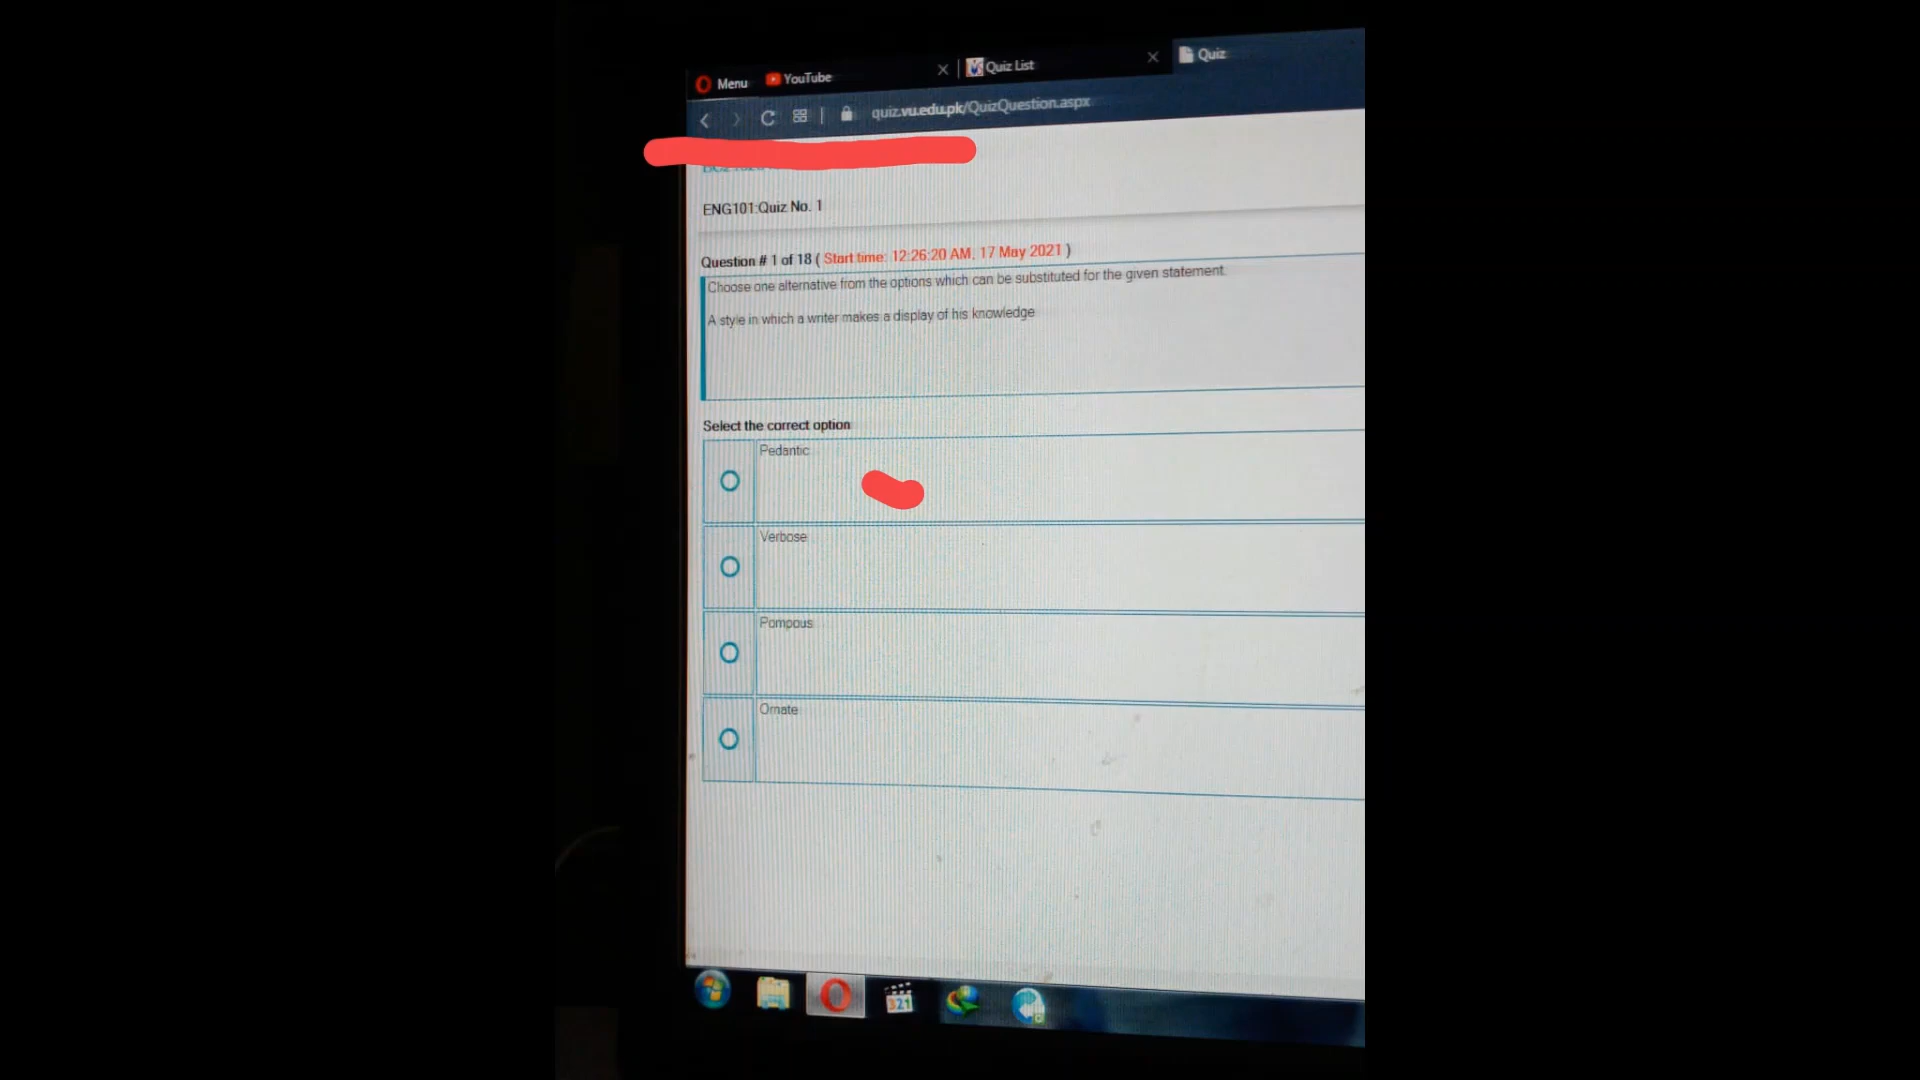 Menu
YouTube
Quiz List
Quiz
quiz.vu.edu.pk/QuizQuestion.aspx
ENG101:Quiz No. 1
Question # 1 of 18 ( Start time: 12:26:20 AM, 17 May 2021 )
Choose one alternative from the options which can be substituted for the given statement.
A style in which a writer makes a display of his knowledge
Select the correct option
Pedantic
Verbose
Pompous
Ornate
321